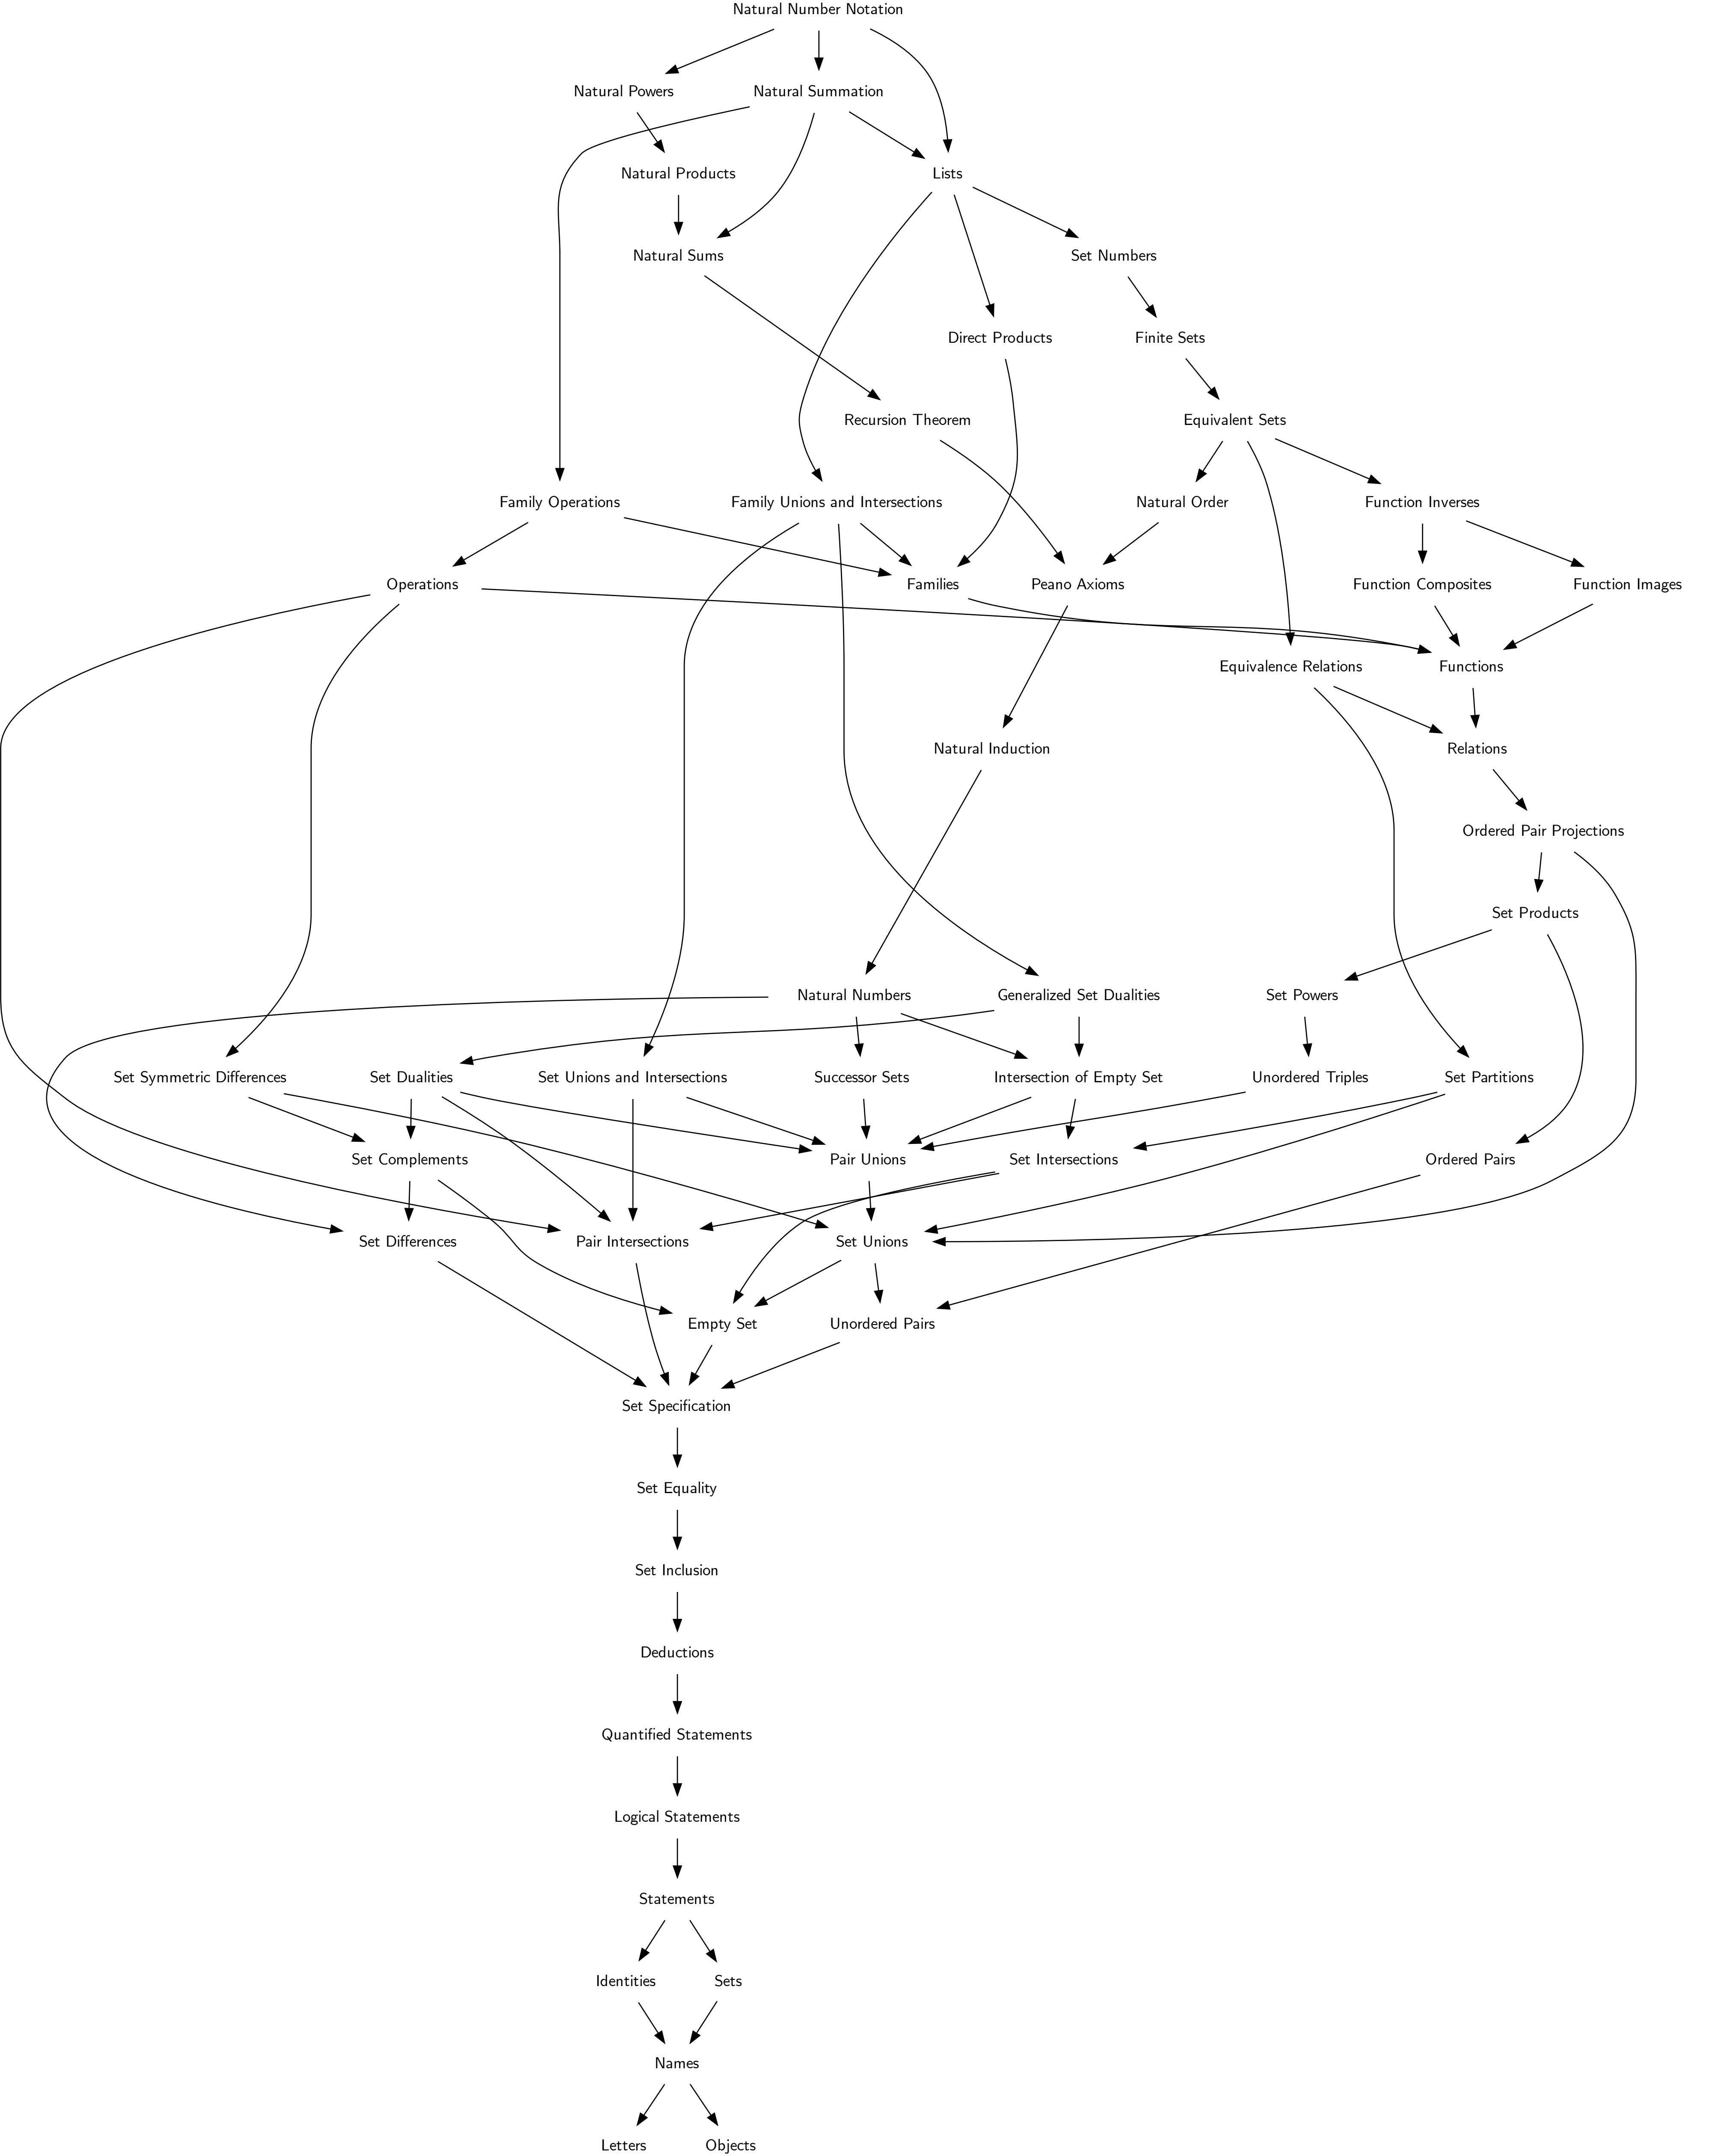 Natural Number Notation
Natural Powers
Natural Summation
Natural Products
Lists
Natural Sums
Set Numbers
Direct Products
Finite Sets
Recursion Theorem
Equivalent Sets
Family Operations
Family Unions and Intersections
Natural Order
Function Inverses
Operations
Families
Peano Axioms
Function Composites
Function Images
Equivalence Relations
Functions
Natural Induction
Relations
Ordered Pair Projections
Set Products
Natural Numbers
Generalized Set Dualities
Set Powers
Set Symmetric Differences
Set Dualities
Set Unions and Intersections
Successor Sets
Intersection of Empty Set
Unordered Triples
Set Partitions
Set Complements
Pair Unions
Set Intersections
Ordered Pairs
Set Differences
Pair Intersections
Set Unions
Empty Set
Unordered Pairs
Set Specification
Set Equality
Set Inclusion
Deductions
Quantified Statements
Logical Statements
Statements
Identities
Sets
Names
Letters
Objects